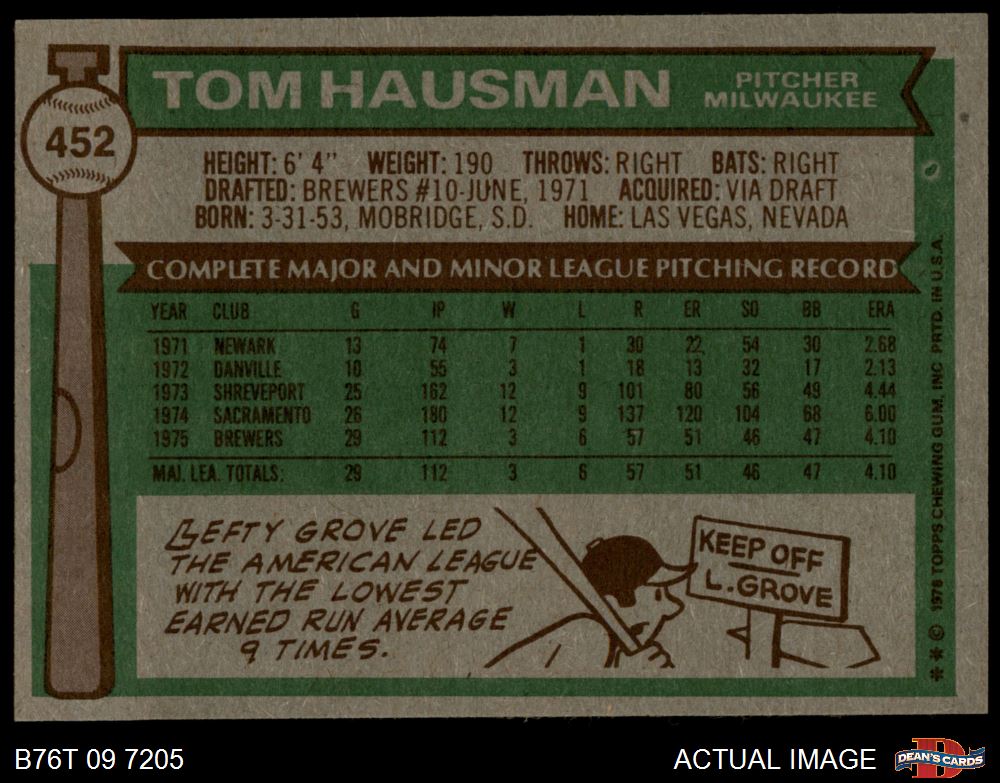 TOM HAUSMAN
PITCHER
MILWAUKEE
452
HEIGHT: 6' 4" WEIGHT: 190 THROWS: RIGHT BATS: RIGHT
DRAFTED: BREWERS #10-JUNE, 1971 ACQUIRED: VIA DRAFT
BORN: 3-31-53, MOBRIDGE, S.D. HOME: LAS VEGAS, NEVADA
COMPLETE MAJOR AND MINOR LEAGUE PITCHING RECORD
YEAR CLUB G IP W L R ER SO BB ERA
1971 NEWARK 13 74 7 1 30 22 54 30 2.68
1972 DANVILLE 10 55 3 1 18 13 32 17 2.13
1973 SHREVEPORT 25 162 12 9 101 80 56 49 4.44
1974 SACRAMENTO 26 180 12 9 137 120 104 68 6.00
1975 BREWERS 29 112 3 6 57 51 46 47 4.10
MAJ. LEA. TOTALS: 29 112 3 6 57 51 46 47 4.10
LEFTY GROVE LED
THE AMERICAN LEAGUE
WITH THE LOWEST
EARNED RUN AVERAGE
9 TIMES.
KEEP OFF
L. GROVE
** © 1976 TOPPS CHEWING GUM, INC PRTD. IN U.S.A.
B76T 09 7205
ACTUAL IMAGE
D
DEAN'S CARDS